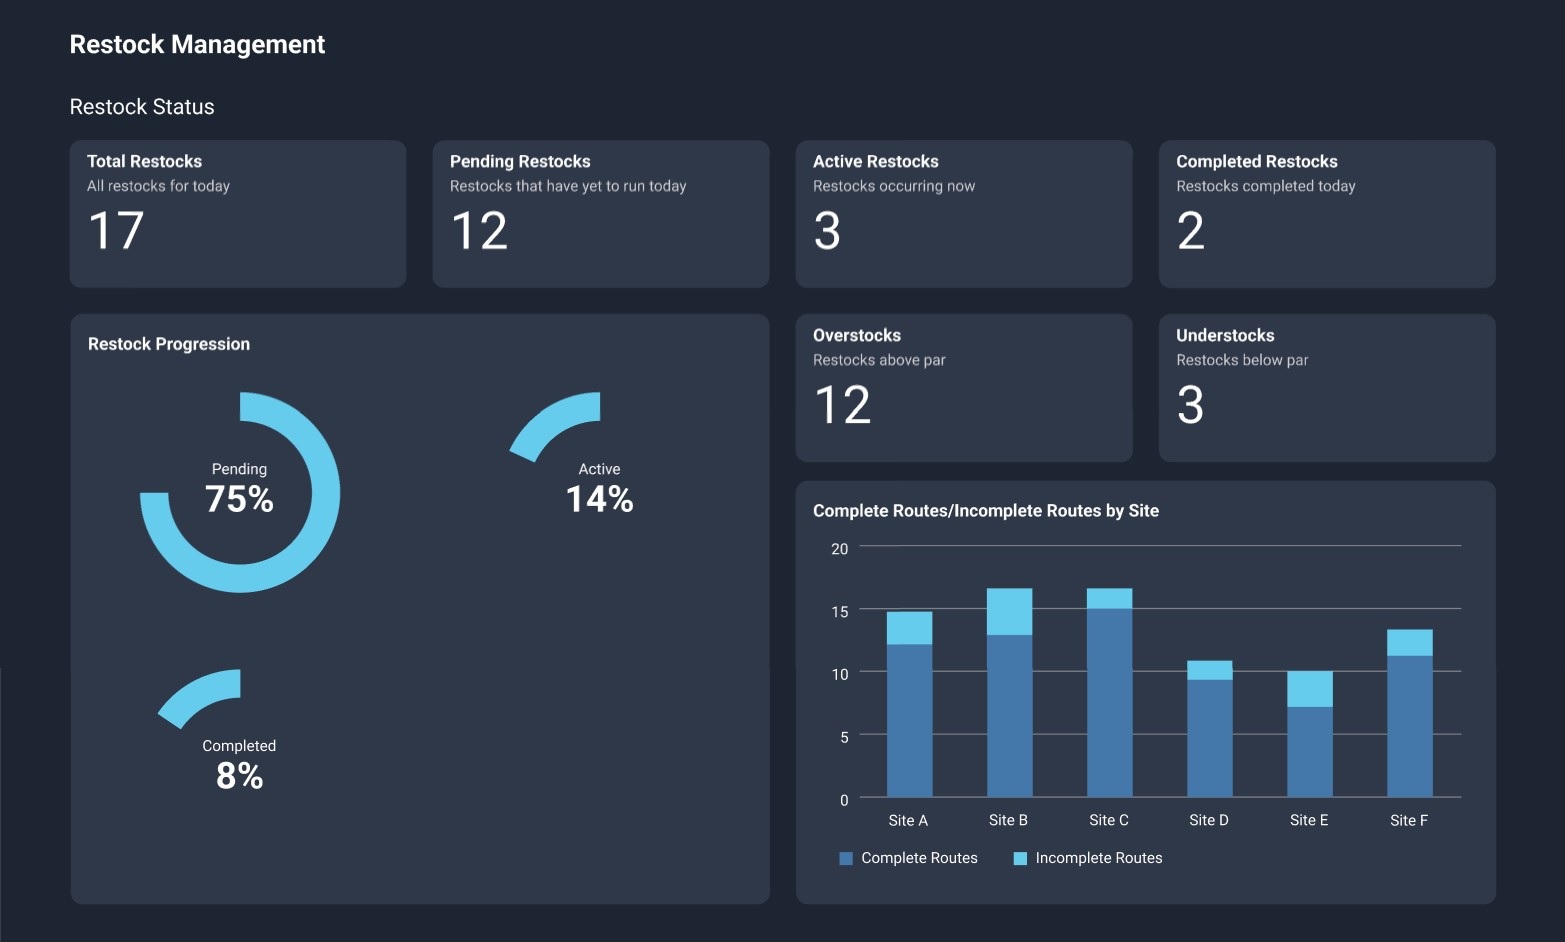 Restock Management
Restock Status
Total Restocks
All restocks for today
17
Pending Restocks
Restocks that have yet to run today
12
Active Restocks
Restocks occurring now
3
Completed Restocks
Restocks completed today
2
Restock Progression
Pending
75%
Active
14%
Completed
8%
Overstocks
Restocks above par
12
Understocks
Restocks below par
3
Complete Routes/Incomplete Routes by Site
20
15
10
5
0
Site A Site B Site C Site D Site E Site F
Complete Routes Incomplete Routes